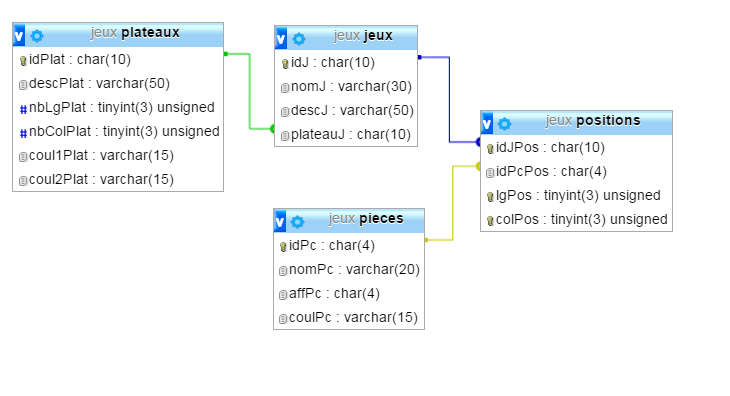 v jeux plateaux
idPlat : char(10)
descPlat : varchar(50)
# nbLgPlat : tinyint(3) unsigned
# nbColPlat : tinyint(3) unsigned
coul1Plat : varchar(15)
coul2Plat : varchar(15)
v jeux jeux
idJ : char(10)
nomJ : varchar(30)
descJ : varchar(50)
plateauJ : char(10)
v jeux positions
idJPos : char(10)
idPcPos : char(4)
lgPos : tinyint(3) unsigned
colPos : tinyint(3) unsigned
v jeux pieces
idPc : char(4)
nomPc : varchar(20)
affPc : char(4)
coulPc : varchar(15)